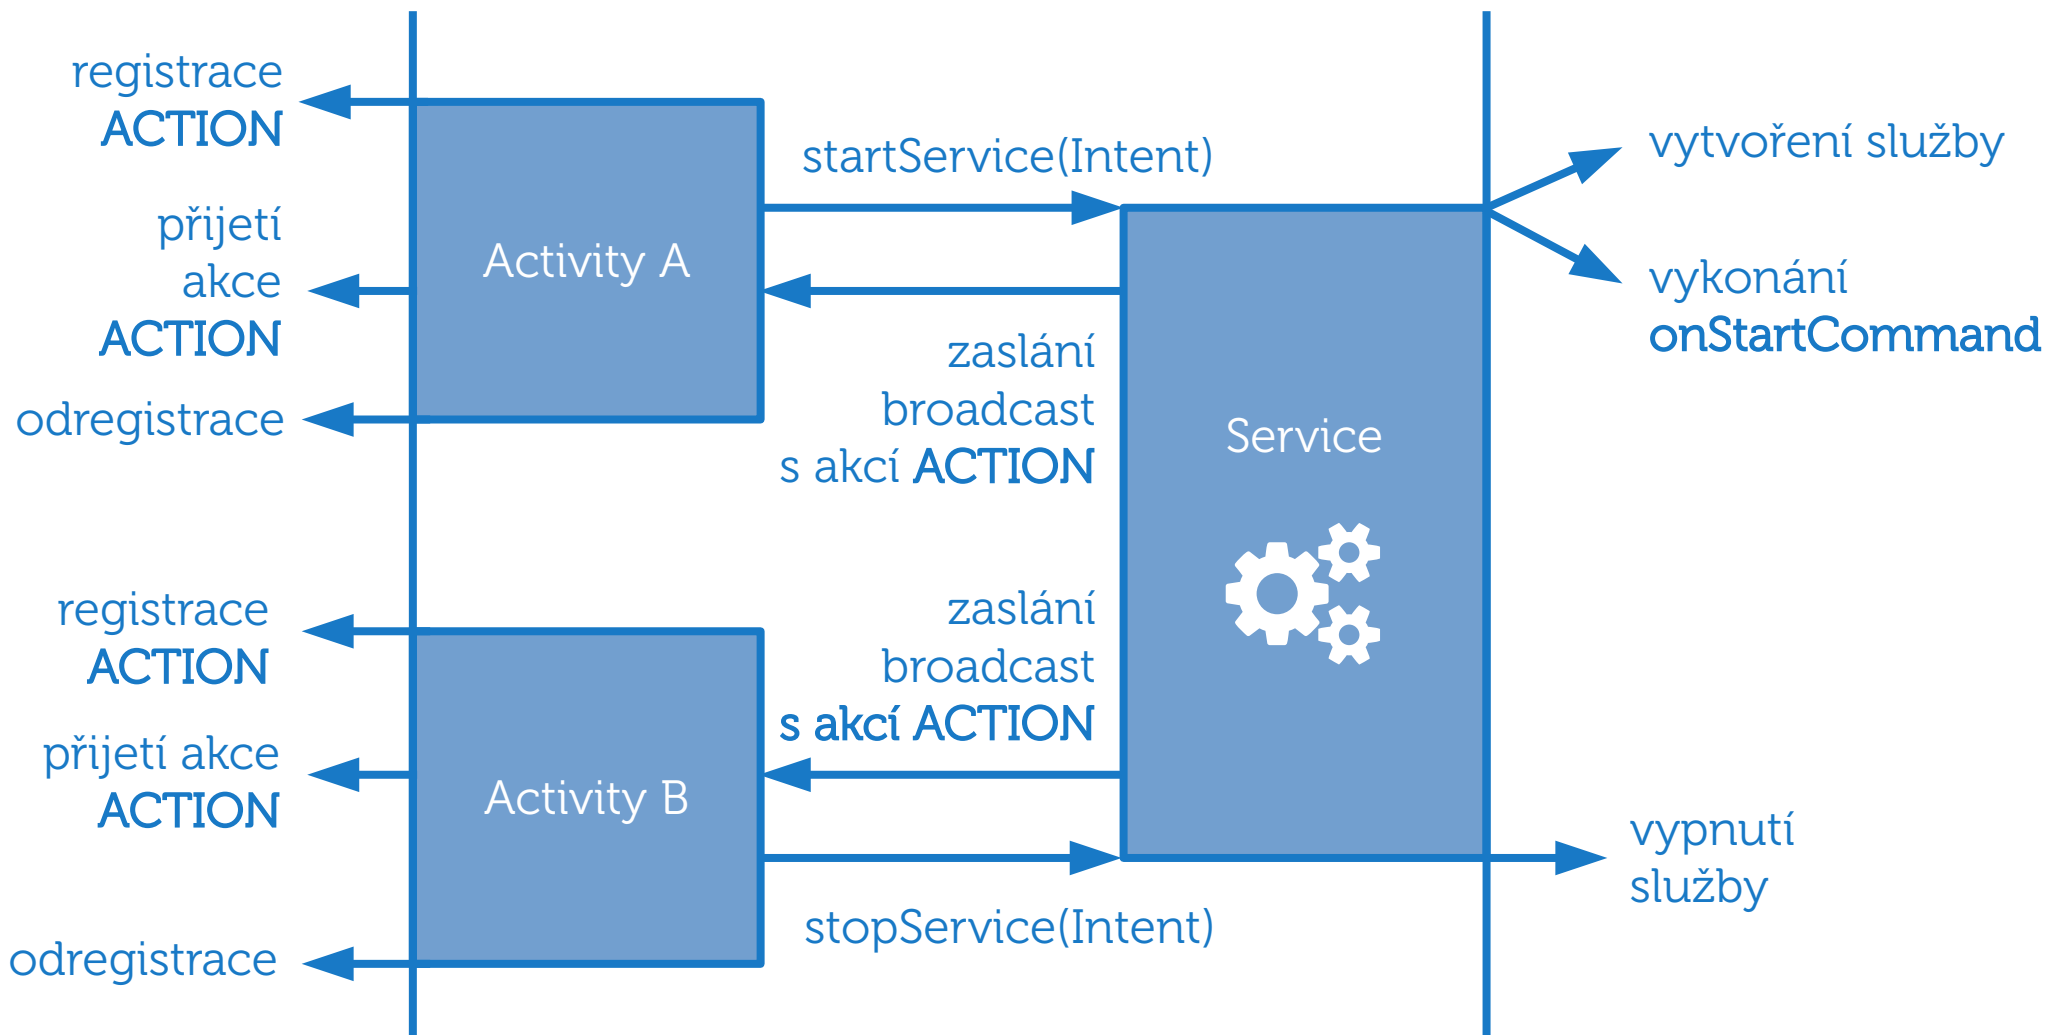 registrace
ACTION
přijetí
akce
ACTION
odregistrace
Activity A
startService(Intent)
zaslání
broadcast
s akcí ACTION
Service
vytvoření služby
vykonání
onStartCommand
registrace
ACTION
přijetí akce
ACTION
odregistrace
Activity B
zaslání
broadcast
s akcí ACTION
stopService(Intent)
vypnutí
služby